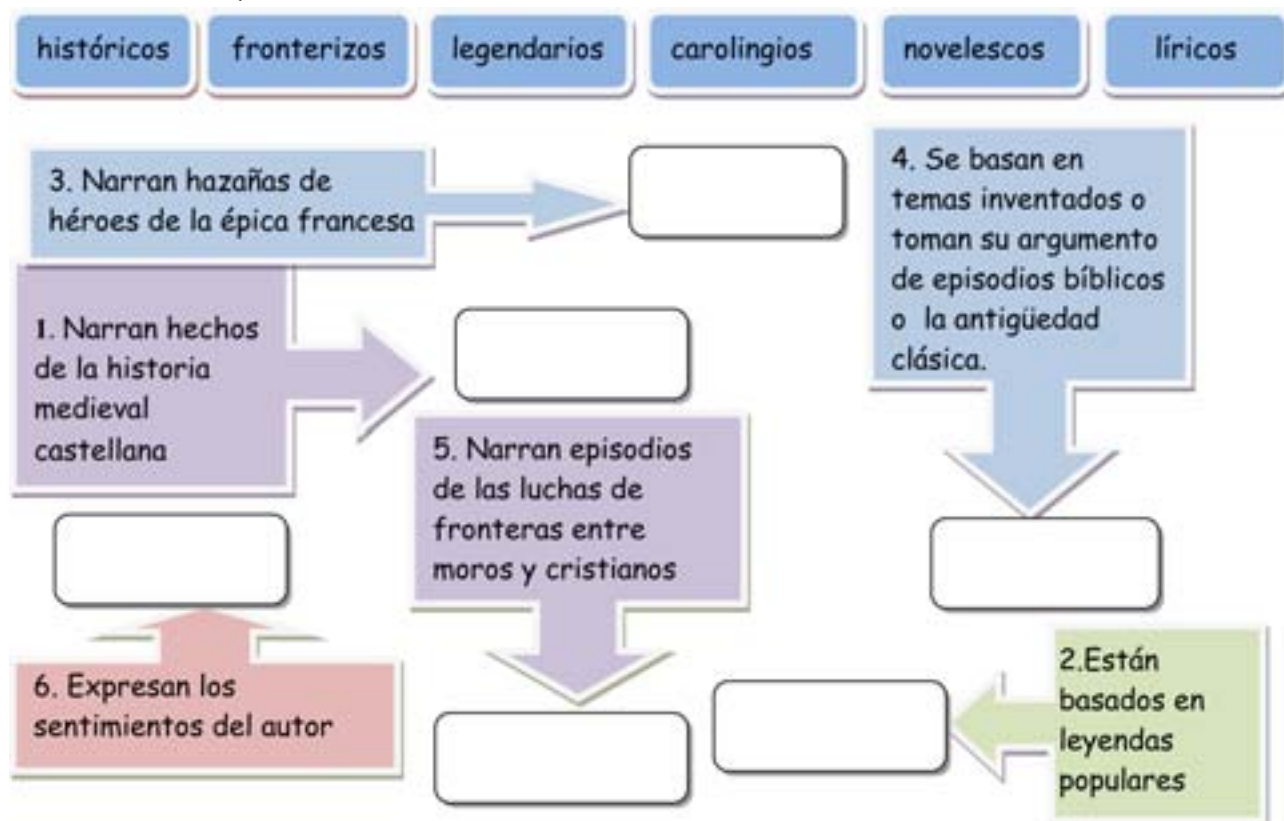 históricos fronterizos legendarios carolingios novelescos líricos
3. Narran hazañas de
héroes de la épica francesa
4. Se basan en
temas inventados o
toman su argumento
de episodios bíblicos
o la antigüedad
clásica.
1. Narran hechos
de la historia
medieval
castellana
5. Narran episodios
de las luchas de
fronteras entre
moros y cristianos
6. Expresan los
sentimientos del autor
2.Están
basados en
leyendas
populares